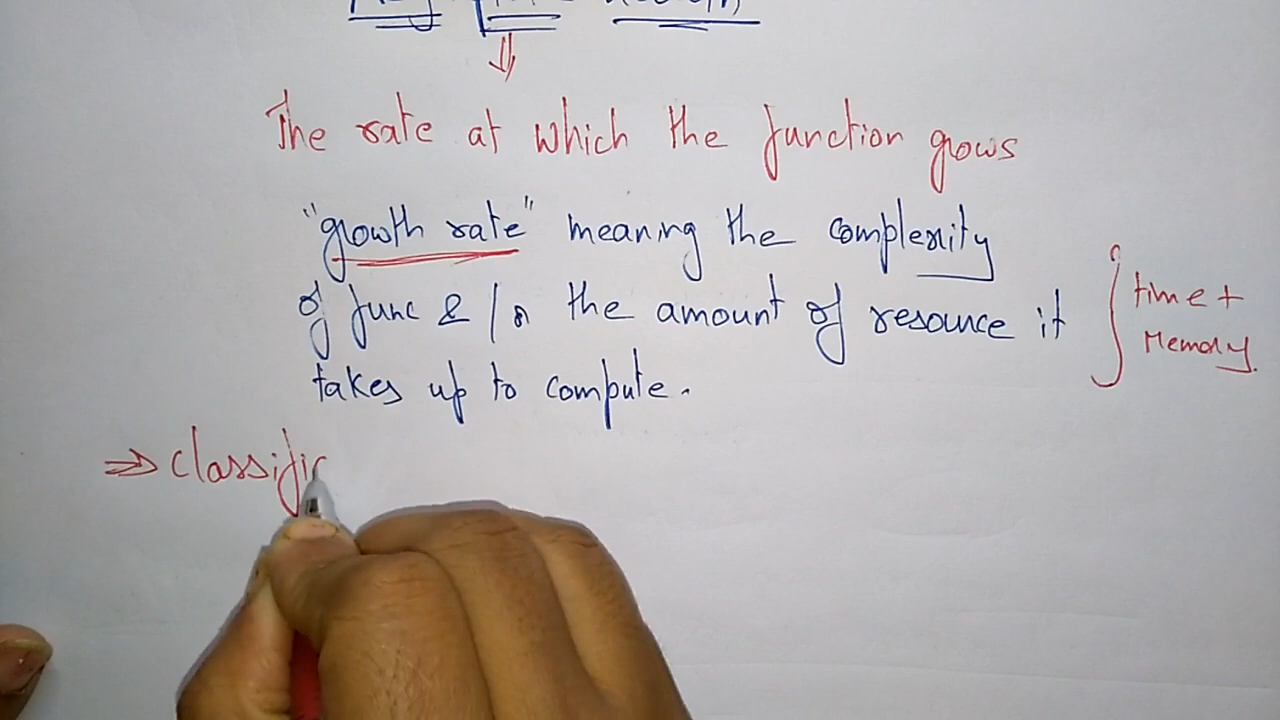 The rate at which the function grows
"growth rate" meaning the complexity
of func & / or the amount of resource it
takes up to compute.
time +
Memory
⇒ classific